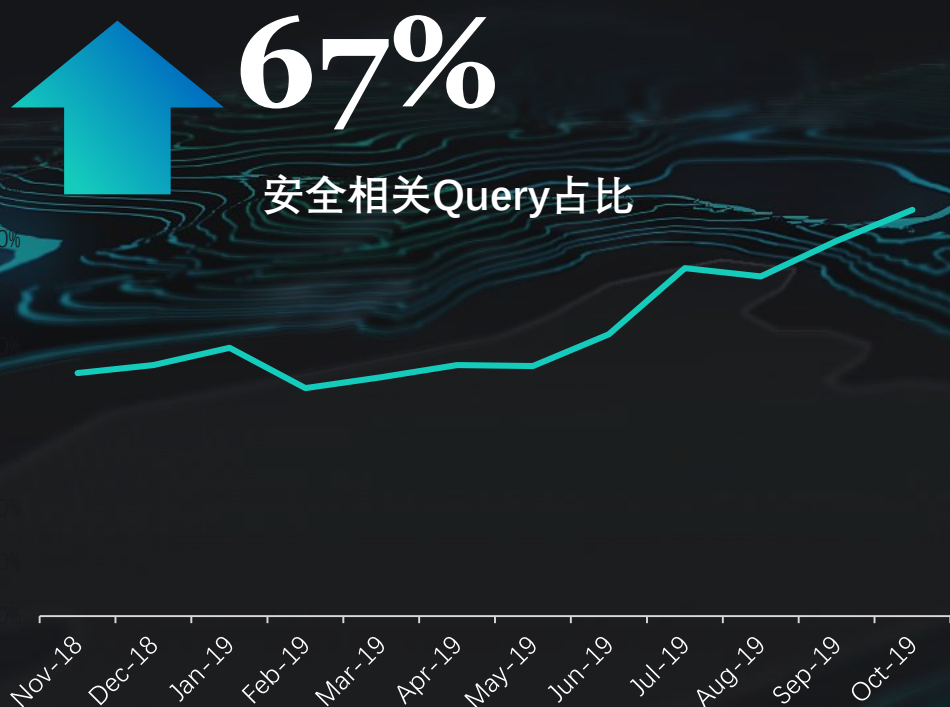 67%
安全相关Query占比
0%
Nov-18
Dec-18
Jan-19
Feb-19
Mar-19
Apr-19
May-19
Jun-19
Jul-19
Aug-19
Sep-19
Oct-19